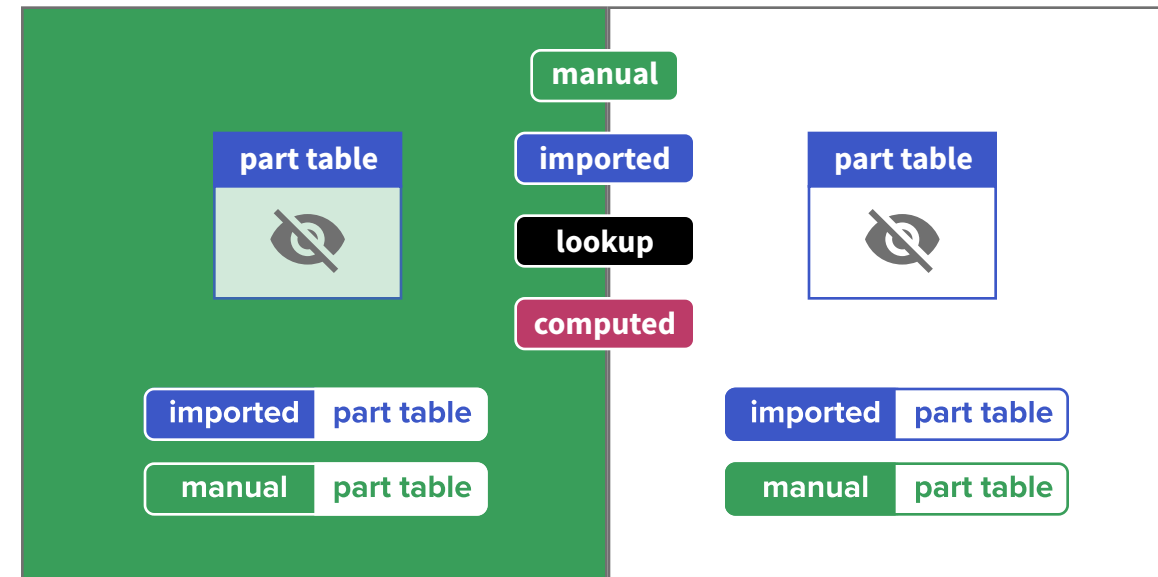 manual
part table
imported
part table
lookup
computed
imported part table
imported part table
manual part table
manual part table